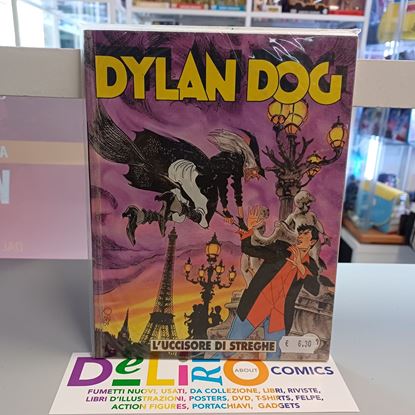 DYLAN DOG
L'UCCISORE DI STREGHE
€ 6,30
DeLiR
ABOUT
COMICS
FUMETTI NUOVI, USATI, DA COLLEZIONE, LIBRI, RIVISTE,
LIBRI D'ILLUSTRAZIONI, POSTERS, DVD, T-SHIRTS, FELPE,
ACTION FIGURES, PORTACHIAVI, GADGETS